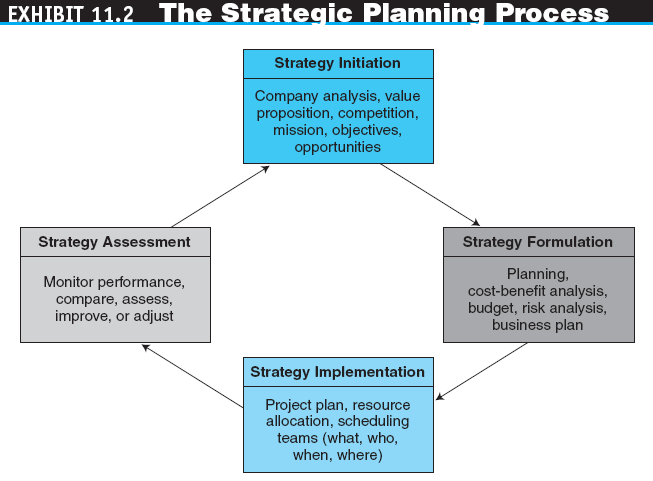 EXHIBIT 11.2 The Strategic Planning Process
Strategy Initiation
Company analysis, value
proposition, competition,
mission, objectives,
opportunities
Strategy Assessment
Monitor performance,
compare, assess,
improve, or adjust
Strategy Formulation
Planning,
cost-benefit analysis,
budget, risk analysis,
business plan
Strategy Implementation
Project plan, resource
allocation, scheduling
teams (what, who,
when, where)